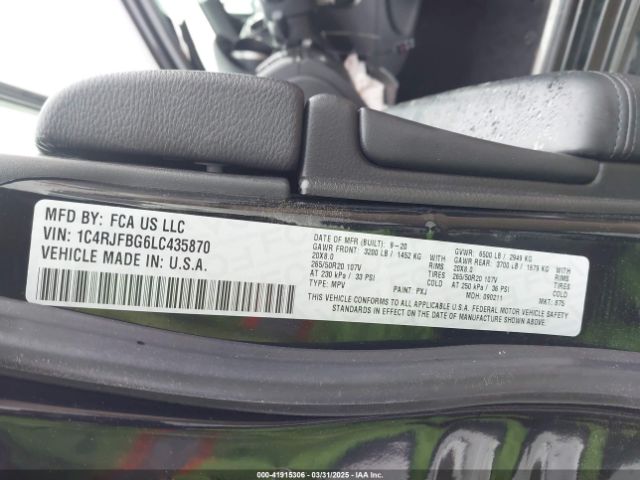 MFD BY: FCA US LLC
VIN: 1C4RJFBG6LC435870
VEHICLE MADE IN: U.S.A.
DATE OF MFR (BUILT): 9-20 GVWR: 6500 LB / 2949 KG
GAWR FRONT: 3200 LB / 1452 KG WITH GAWR REAR: 3700 LB / 1679 KG WITH
20X8.0 RIMS 20X8.0 RIMS
265/50R20 107V TIRES 265/50R20 107V TIRES
AT 230 kPa / 33 PSI COLD AT 250 kPa / 36 PSI COLD
TYPE: MPV PAINT: PXJ MDH: 090211 MKT: 875
THIS VEHICLE CONFORMS TO ALL APPLICABLE U.S.A. FEDERAL MOTOR VEHICLE SAFETY
STANDARDS IN EFFECT ON THE DATE OF MANUFACTURE SHOWN ABOVE.
000-41915306 - 03/31/2025 - IAAI.COM